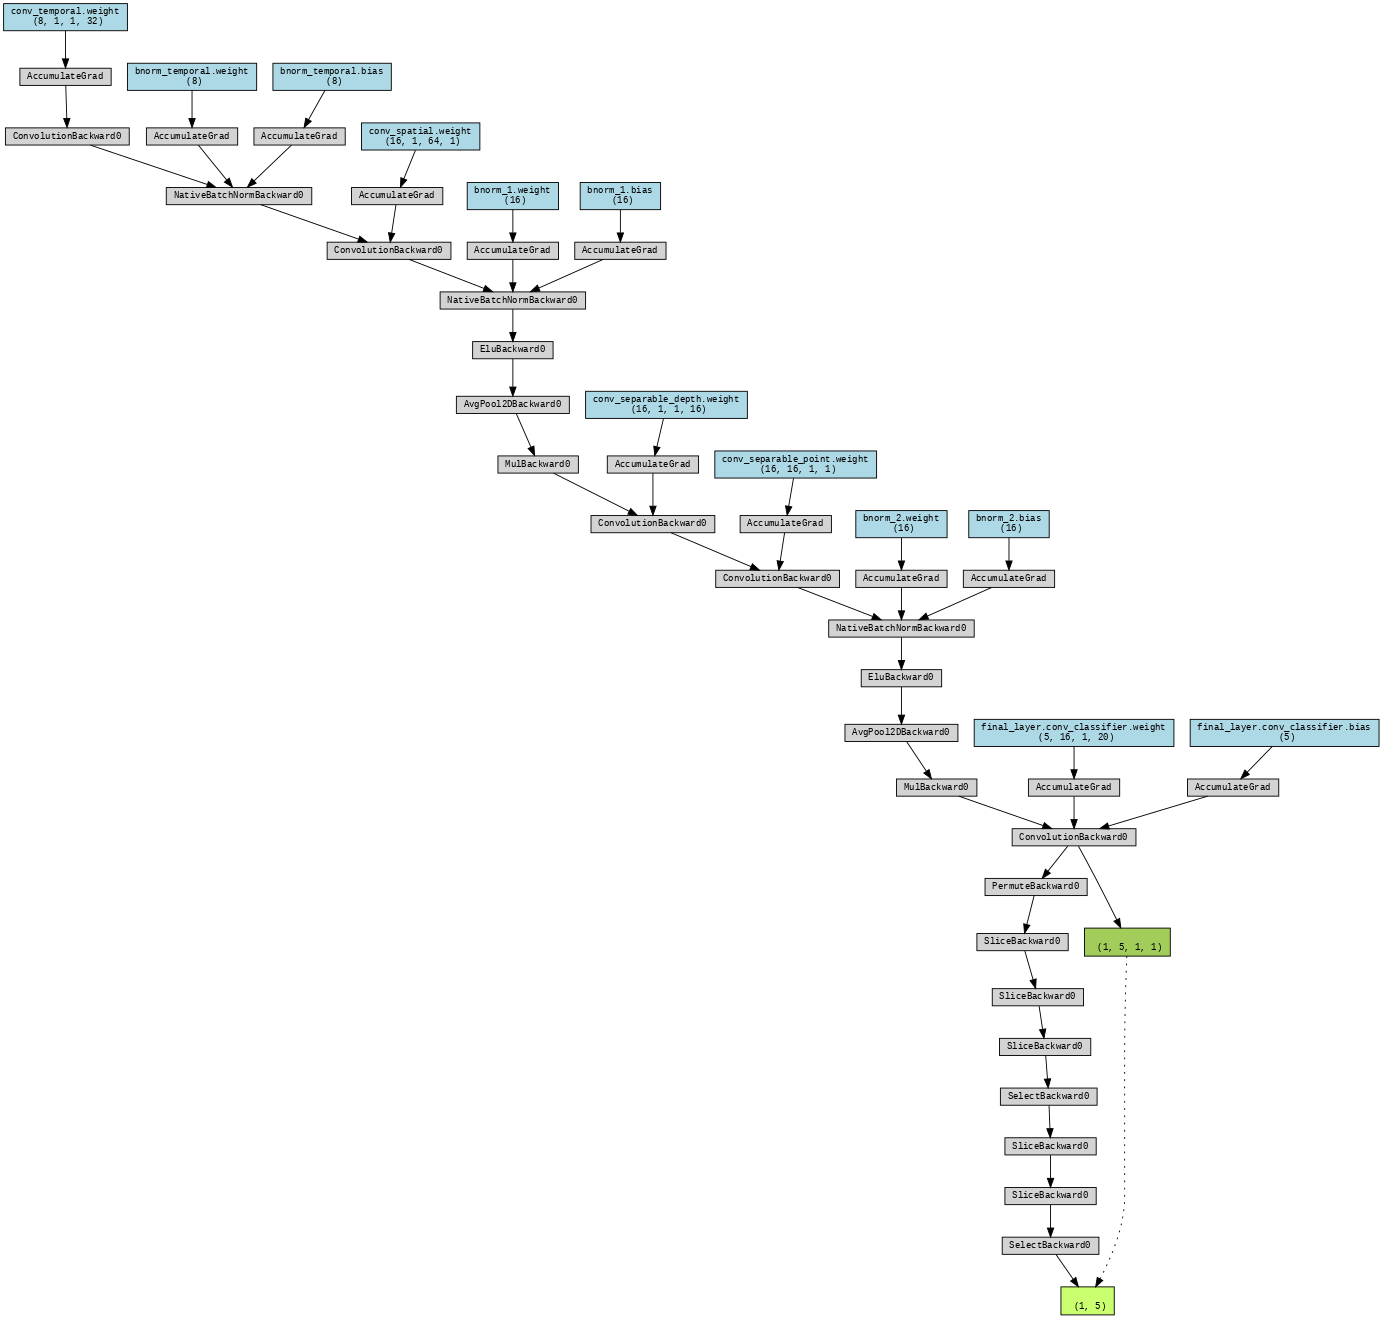 conv_temporal.weight
(8, 1, 1, 32)
AccumulateGrad
bnorm_temporal.weight
(8)
bnorm_temporal.bias
(8)
ConvolutionBackward0
AccumulateGrad
AccumulateGrad
conv_spatial.weight
(16, 1, 64, 1)
NativeBatchNormBackward0
AccumulateGrad
bnorm_1.weight
(16)
bnorm_1.bias
(16)
ConvolutionBackward0
AccumulateGrad
AccumulateGrad
NativeBatchNormBackward0
EluBackward0
AvgPool2DBackward0
conv_separable_depth.weight
(16, 1, 1, 16)
MulBackward0
AccumulateGrad
conv_separable_point.weight
(16, 16, 1, 1)
ConvolutionBackward0
AccumulateGrad
bnorm_2.weight
(16)
bnorm_2.bias
(16)
ConvolutionBackward0
AccumulateGrad
AccumulateGrad
NativeBatchNormBackward0
EluBackward0
AvgPool2DBackward0
final_layer.conv_classifier.weight
(5, 16, 1, 20)
final_layer.conv_classifier.bias
(5)
MulBackward0
AccumulateGrad
AccumulateGrad
ConvolutionBackward0
PermuteBackward0
SliceBackward0
(1, 5, 1, 1)
SliceBackward0
SliceBackward0
SelectBackward0
SliceBackward0
SliceBackward0
SelectBackward0
(1, 5)